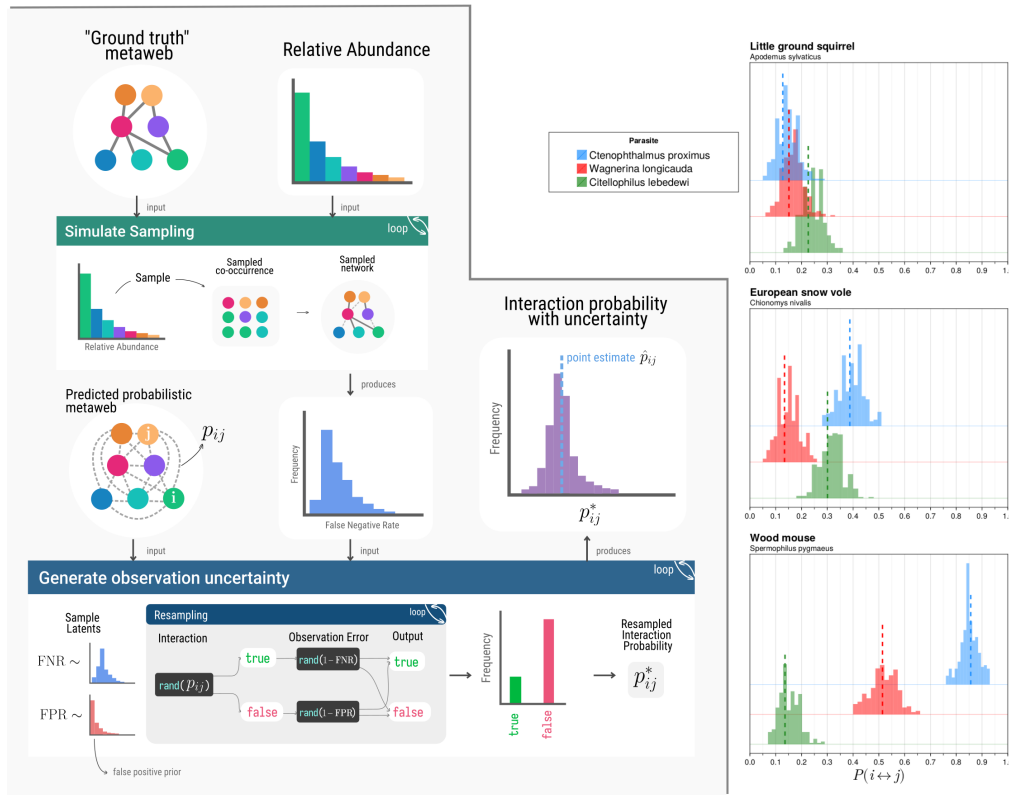 "Ground truth"
metaweb
Relative Abundance
input
input
Simulate Sampling
loop
Sample
Sampled
co-occurrence
Sampled
network
Relative Abundance
produces
Predicted probabilistic
metaweb
j
i
p_ij
Frequency
False Negative Rate
input
input
Interaction probability
with uncertainty
point estimate p̂_ij
Frequency
p*_ij
produces
Generate observation uncertainty
loop
Sample
Latents
FNR ~
FPR ~
false positive prior
Resampling
loop
Interaction
Observation Error
Output
rand(p_ij)
true
rand(1-FNR)
true
false
rand(1-FPR)
false
Frequency
true
false
Resampled
Interaction
Probability
p*_ij
Parasite
Ctenophthalmus proximus
Wagnerina longicauda
Citellophilus lebedewi
Little ground squirrel
Apodemus sylvaticus
0.0 0.1 0.2 0.3 0.4 0.5 0.6 0.7 0.8 0.9 1.
European snow vole
Chionomys nivalis
0.0 0.1 0.2 0.3 0.4 0.5 0.6 0.7 0.8 0.9 1.
Wood mouse
Spermophilus pygmaeus
0.0 0.1 0.2 0.3 0.4 0.5 0.6 0.7 0.8 0.9 1.
P(i↔j)